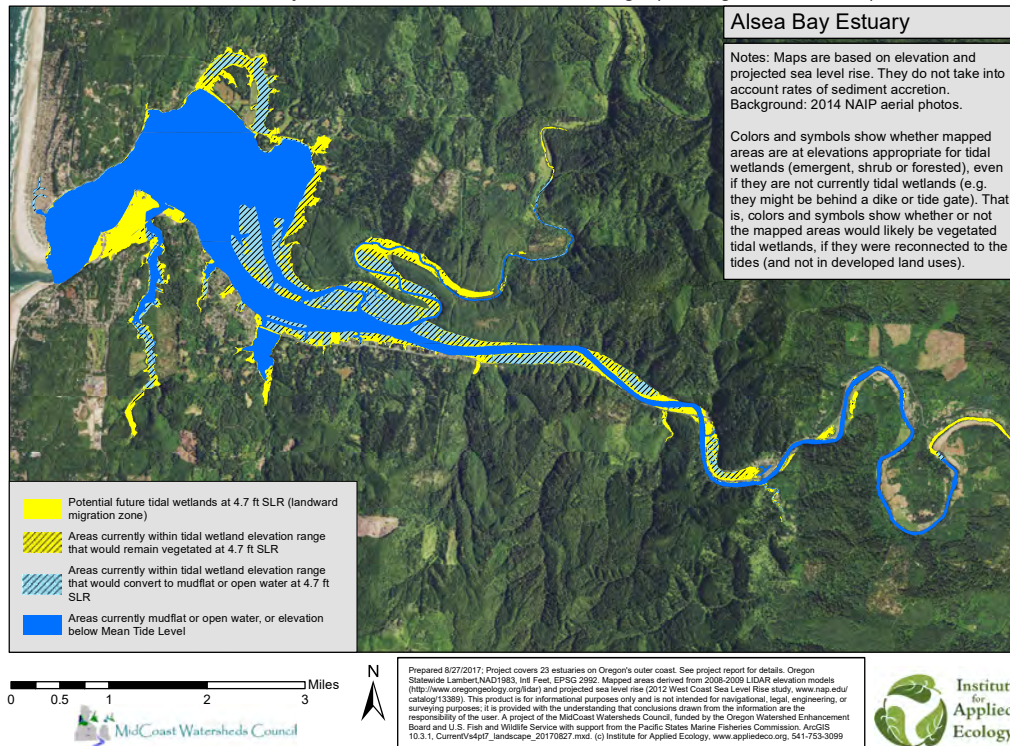 Alsea Bay Estuary
Notes: Maps are based on elevation and
projected sea level rise. They do not take into
account rates of sediment accretion.
Background: 2014 NAIP aerial photos.
Colors and symbols show whether mapped
areas are at elevations appropriate for tidal
wetlands (emergent, shrub or forested), even
if they are not currently tidal wetlands (e.g.
they might be behind a dike or tide gate). That
is, colors and symbols show whether or not
the mapped areas would likely be vegetated
tidal wetlands, if they were reconnected to the
tides (and not in developed land uses).
Potential future tidal wetlands at 4.7 ft SLR (landward
migration zone)
Areas currently within tidal wetland elevation range
that would remain vegetated at 4.7 ft SLR
Areas currently within tidal wetland elevation range
that would convert to mudflat or open water at 4.7 ft
SLR
Areas currently mudflat or open water, or elevation
below Mean Tide Level
0 0.5 1 2 3 Miles
N
MidCoast Watersheds Council
Prepared 8/27/2017; Project covers 23 estuaries on Oregon's outer coast. See project report for details. Oregon
Statewide Lambert,NAD1983, Intl Feet, EPSG 2992. Mapped areas derived from 2008-2009 LIDAR elevation models
(http://www.oregongeology.org/lidar) and projected sea level rise (2012 West Coast Sea Level Rise study, www.nap.edu/
catalog/13389). This product is for informational purposes only and is not intended for navigational, legal, engineering, or
surveying purposes; it is provided with the understanding that conclusions drawn from the information are the
responsibility of the user. A project of the MidCoast Watersheds Council, funded by the Oregon Watershed Enhancement
Board and U.S. Fish and Wildlife Service with support from the Pacific States Marine Fisheries Commission. ArcGIS
10.3.1, CurrentVs4pt7_landscape_20170827.mxd. (c) Institute for Applied Ecology, www.appliedeco.org, 541-753-3099
Institute
for
Applied
Ecology